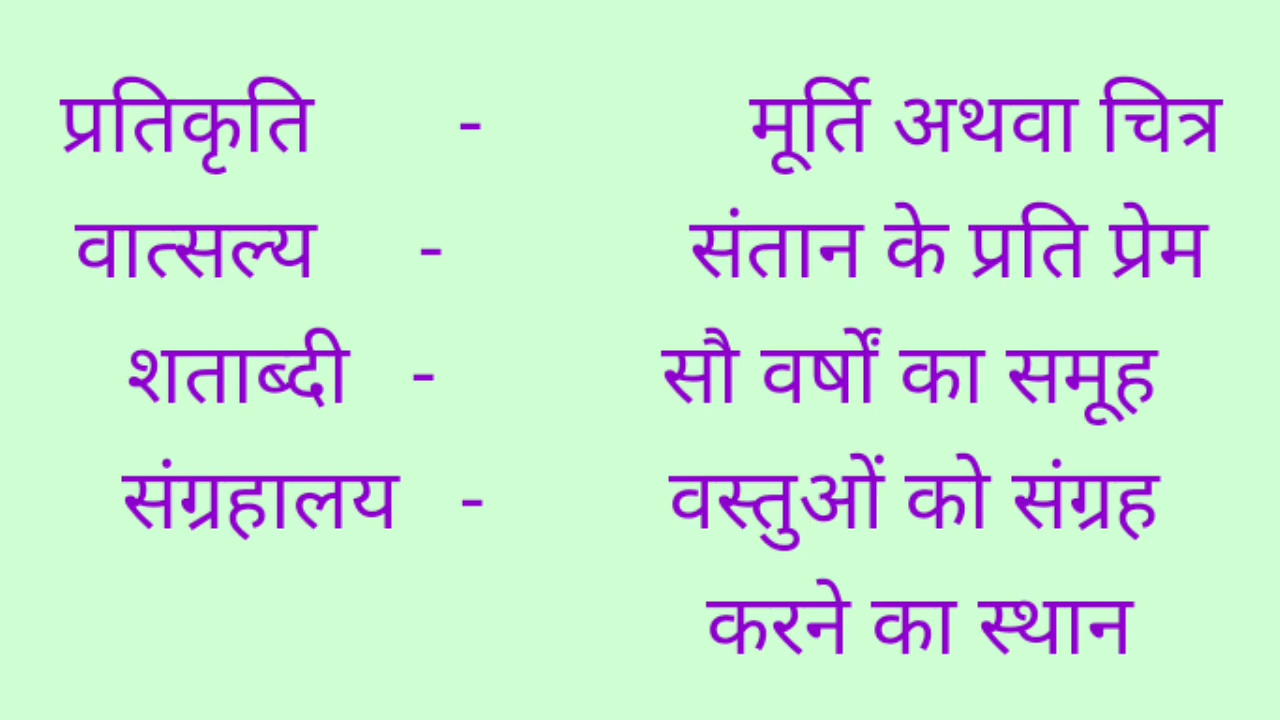 प्रतिकृति - मूर्ति अथवा चित्र
वात्सल्य - संतान के प्रति प्रेम
शताब्दी - सौ वर्षों का समूह
संग्रहालय - वस्तुओं को संग्रह
करने का स्थान